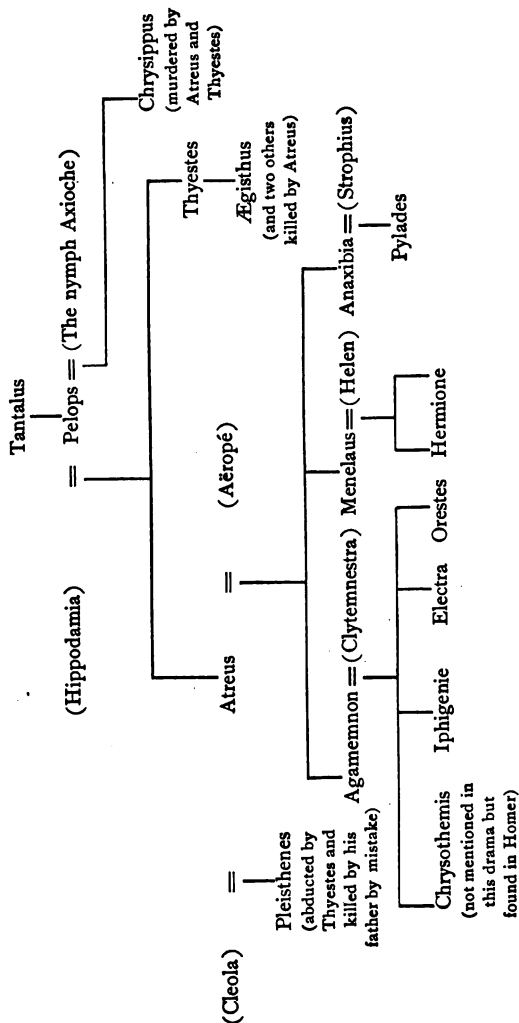 Tantalus
(Hippodamia) = Pelops = (The nymph Axioche)
Chrysippus
(murdered by
Atreus and
Thyestes)
(Cleola) = Atreus = (Aëropé)
Thyestes
Pleisthenes
(abducted by
Thyestes and
killed by his
father by mistake)
Ægisthus
(and two others
killed by Atreus)
Agamemnon = (Clytemnestra) Menelaus = (Helen) Anaxibia = (Strophius)
Chrysothemis
(not mentioned in
this drama but
found in Homer)
Iphigenie
Electra
Orestes
Hermione
Pylades